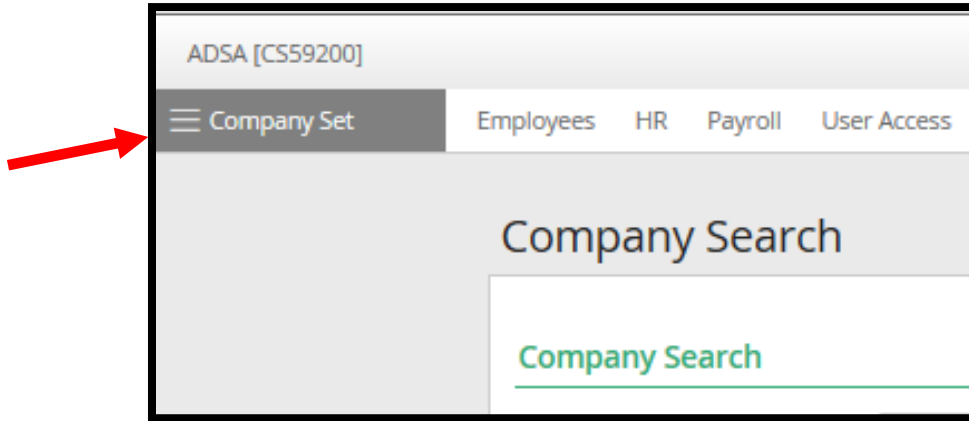 ADSA [CS59200]
Company Set Employees HR Payroll User Access
Company Search
Company Search